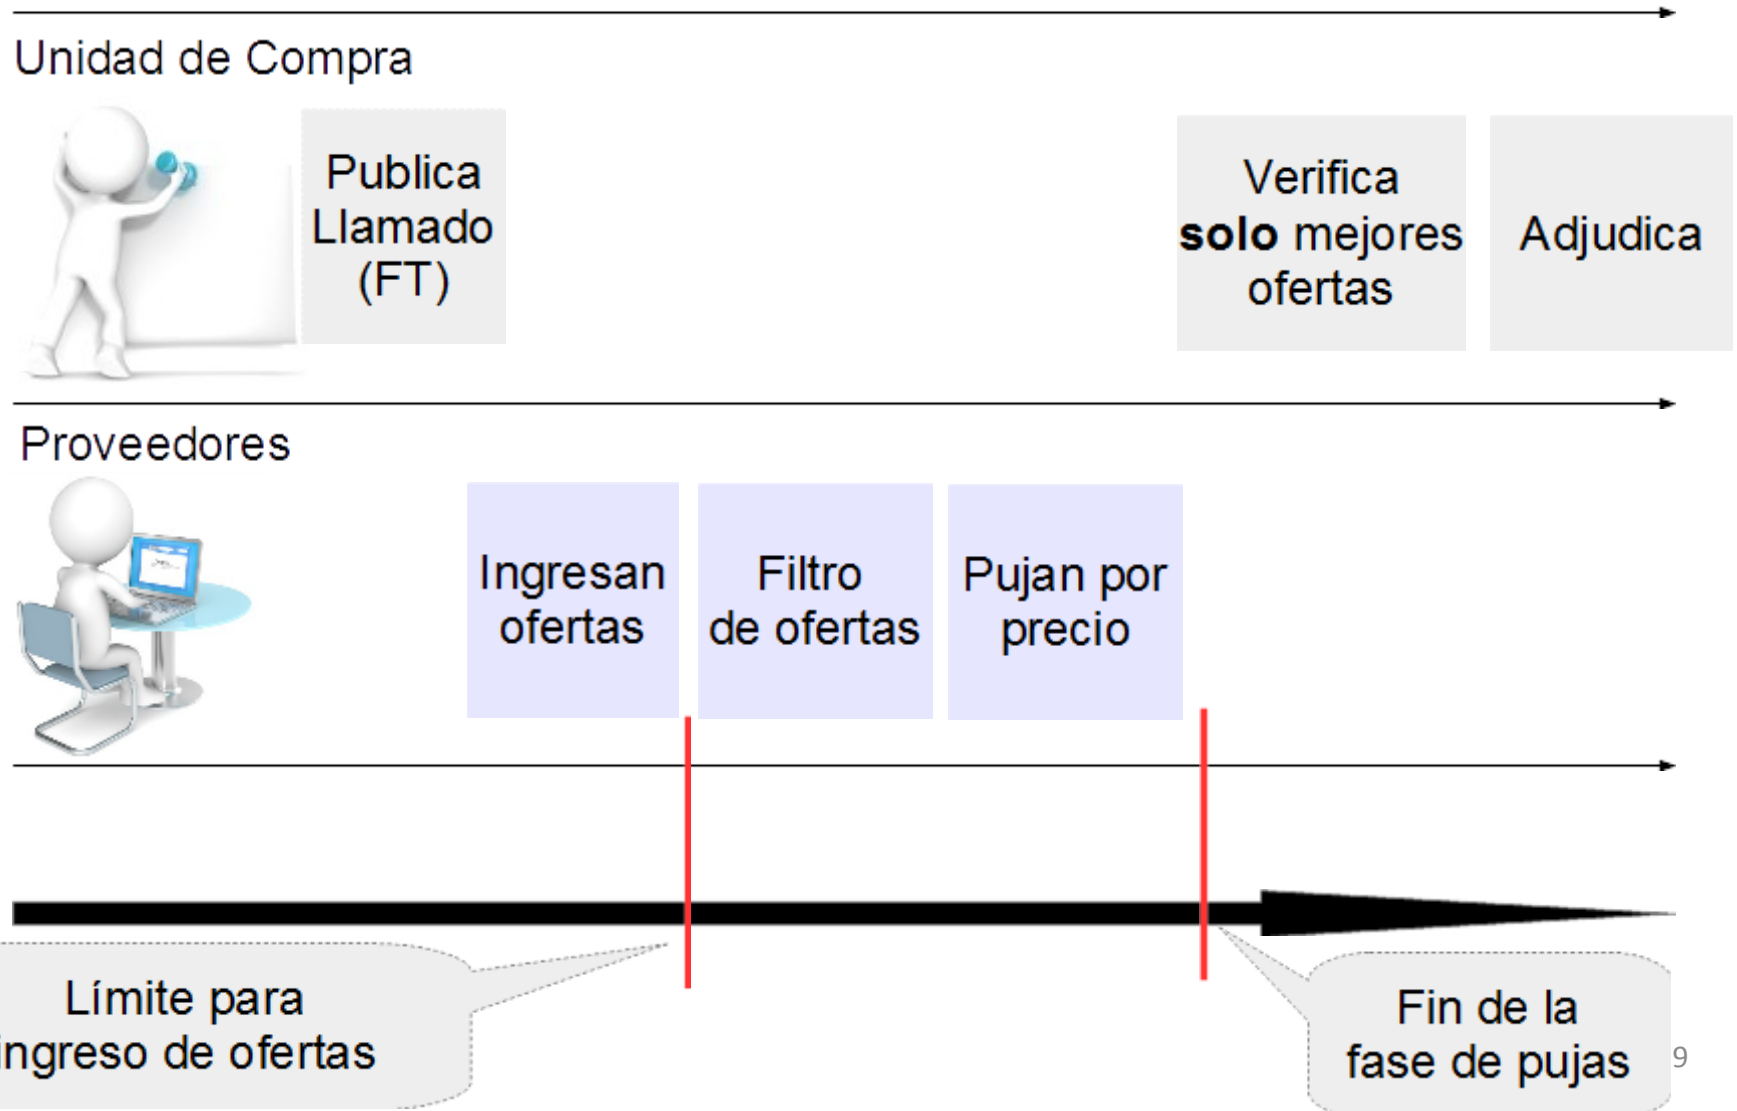 Unidad de Compra
Publica
Llamado
(FT)
Verifica
solo mejores
ofertas
Adjudica
Proveedores
Ingresan
ofertas
Filtro
de ofertas
Pujan por
precio
Límite para
ingreso de ofertas
Fin de la
fase de pujas
9